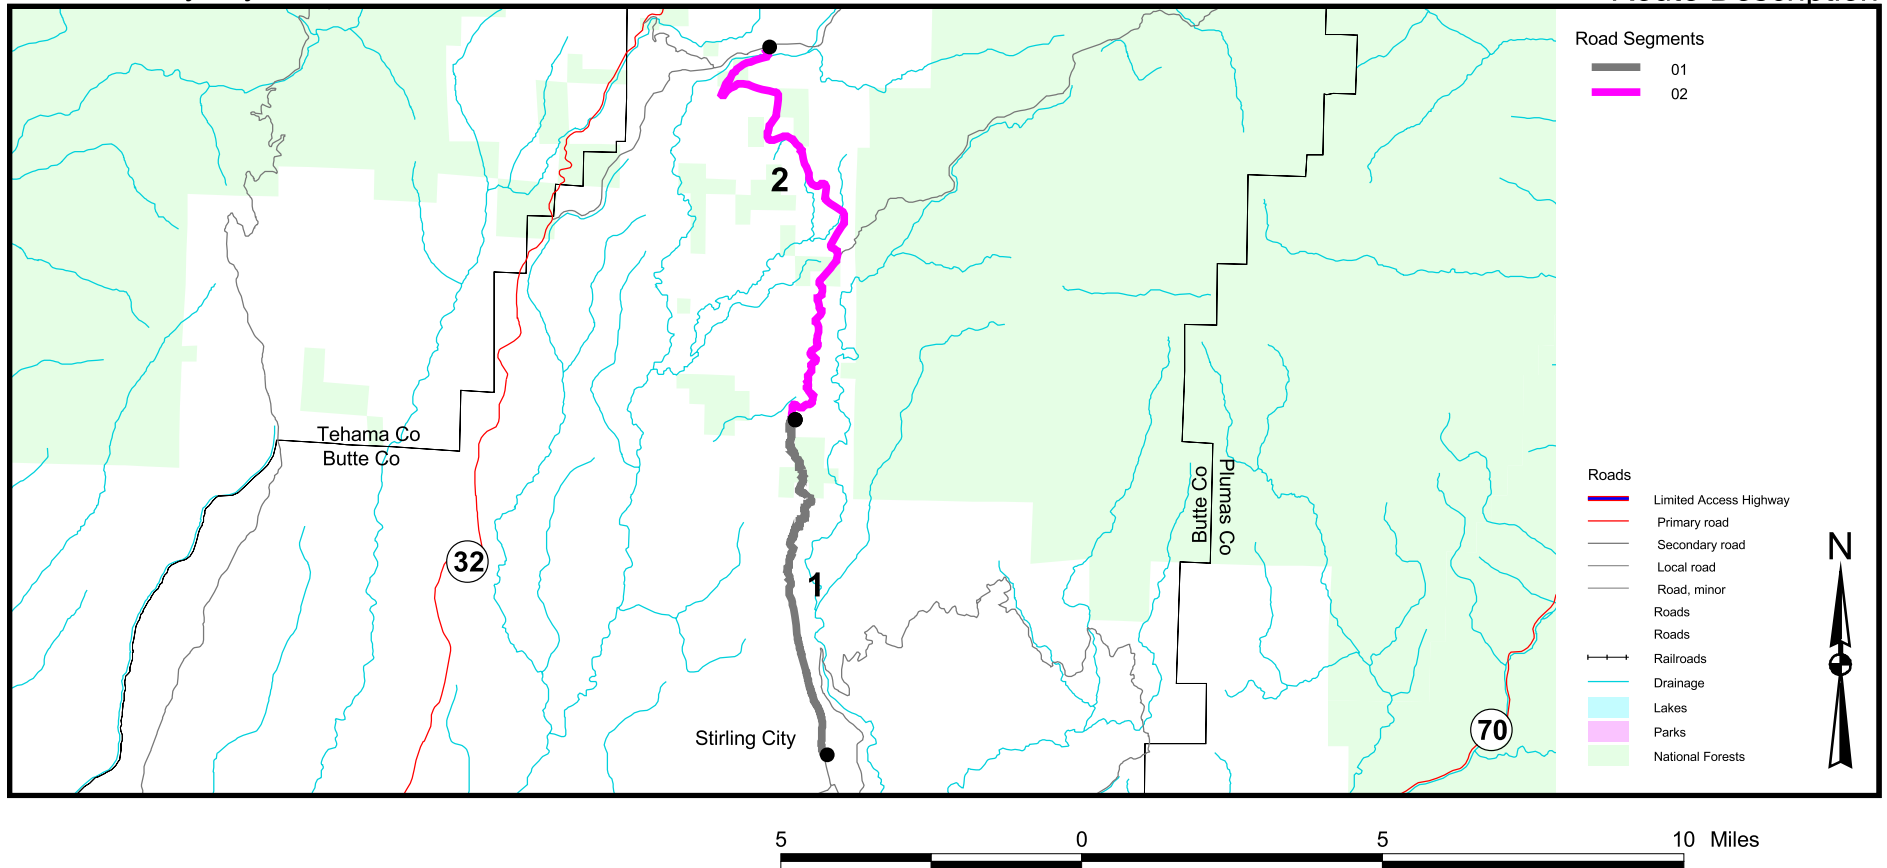 Route Description
Road Segments
01
02
2
Tehama Co
Butte Co
Butte Co
Plumas Co
32
1
Stirling City
70
Roads
Limited Access Highway
Primary road
Secondary road
Local road
Road, minor
Roads
Roads
Railroads
Drainage
Lakes
Parks
National Forests
N
5 0 5 10 Miles